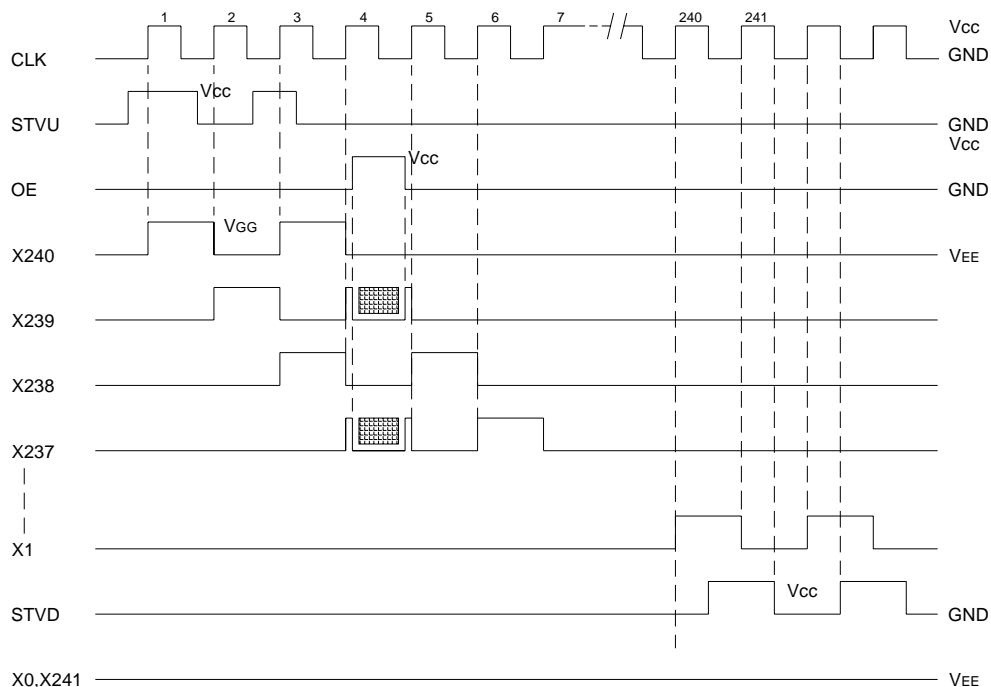 1 2 3 4 5 6 7 240 241
Vcc
CLK GND
Vcc
STVU GND
Vcc
Vcc
OE GND
VGG
X240 VEE
X239
X238
X237
X1
Vcc
STVD GND
X0,X241 VEE